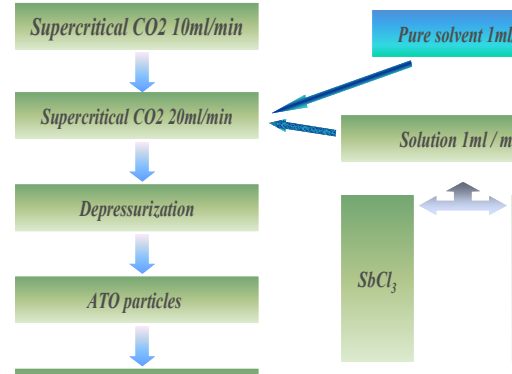 Supercritical CO2 10ml/min
Pure solvent 1ml
Supercritical CO2 20ml/min
Solution 1ml / m
Depressurization
SbCl₃
ATO particles